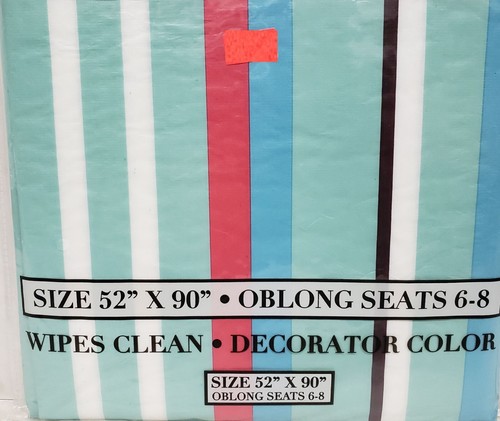 SIZE 52” X 90” • OBLONG SEATS 6-8
WIPES CLEAN • DECORATOR COLOR
SIZE 52” X 90”
OBLONG SEATS 6-8